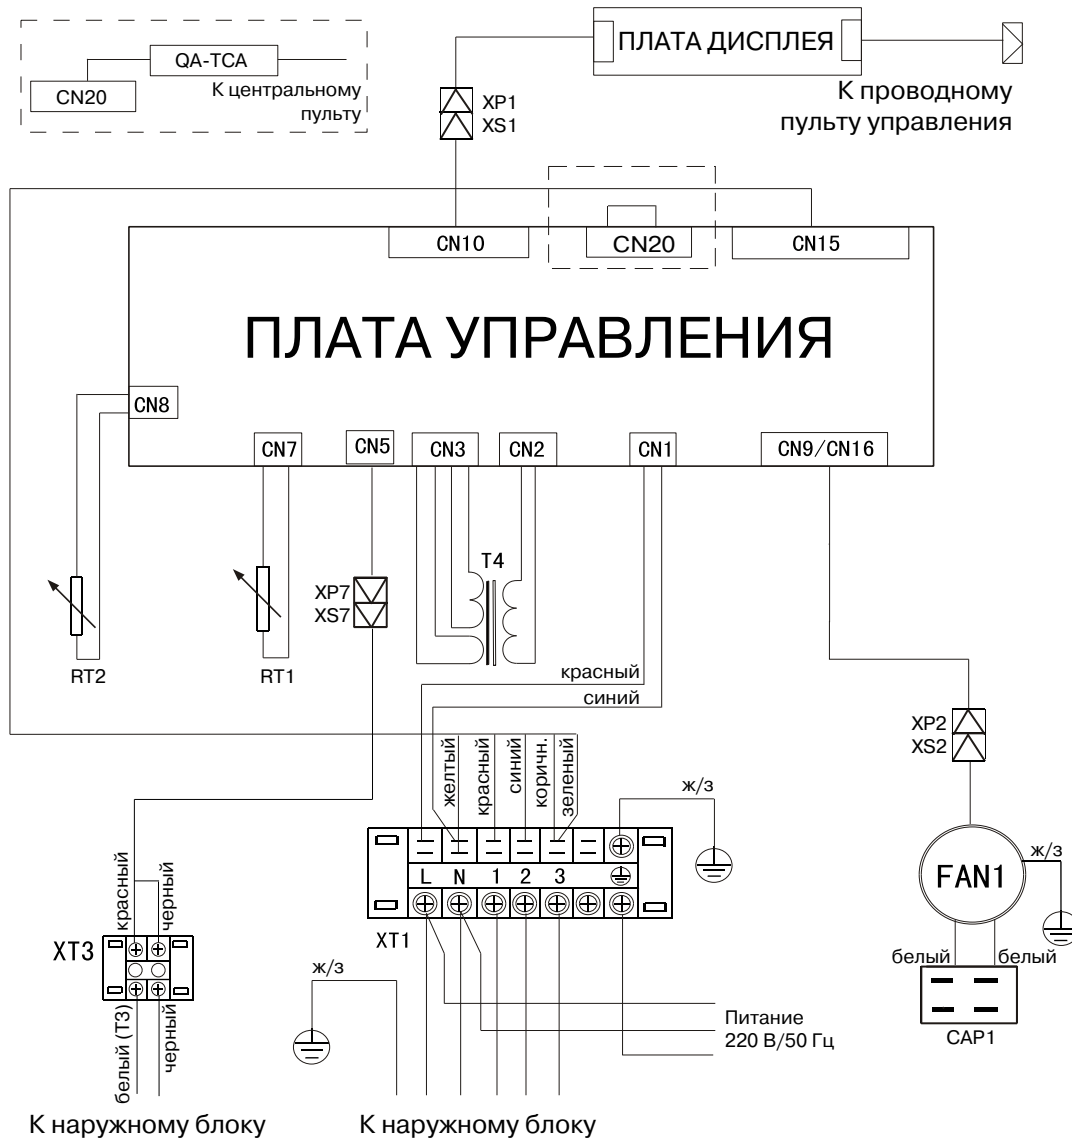 QA-TCA
CN20
К центральному
пульту
ПЛАТА ДИСПЛЕЯ
XP1
XS1
К проводному
пульту управления
CN10
CN20
CN15
ПЛАТА УПРАВЛЕНИЯ
CN8
CN7
CN5
CN3
CN2
CN1
CN9/CN16
T4
XP7
XS7
RT2
RT1
красный
синий
XP2
XS2
желтый
красный
синий
коричн.
зеленый
ж/з
L N 1 2 3
XT1
FAN1
ж/з
белый
белый
CAP1
красный
черный
XT3
белый (Т3)
черный
ж/з
Питание
220 В/50 Гц
К наружному блоку
К наружному блоку